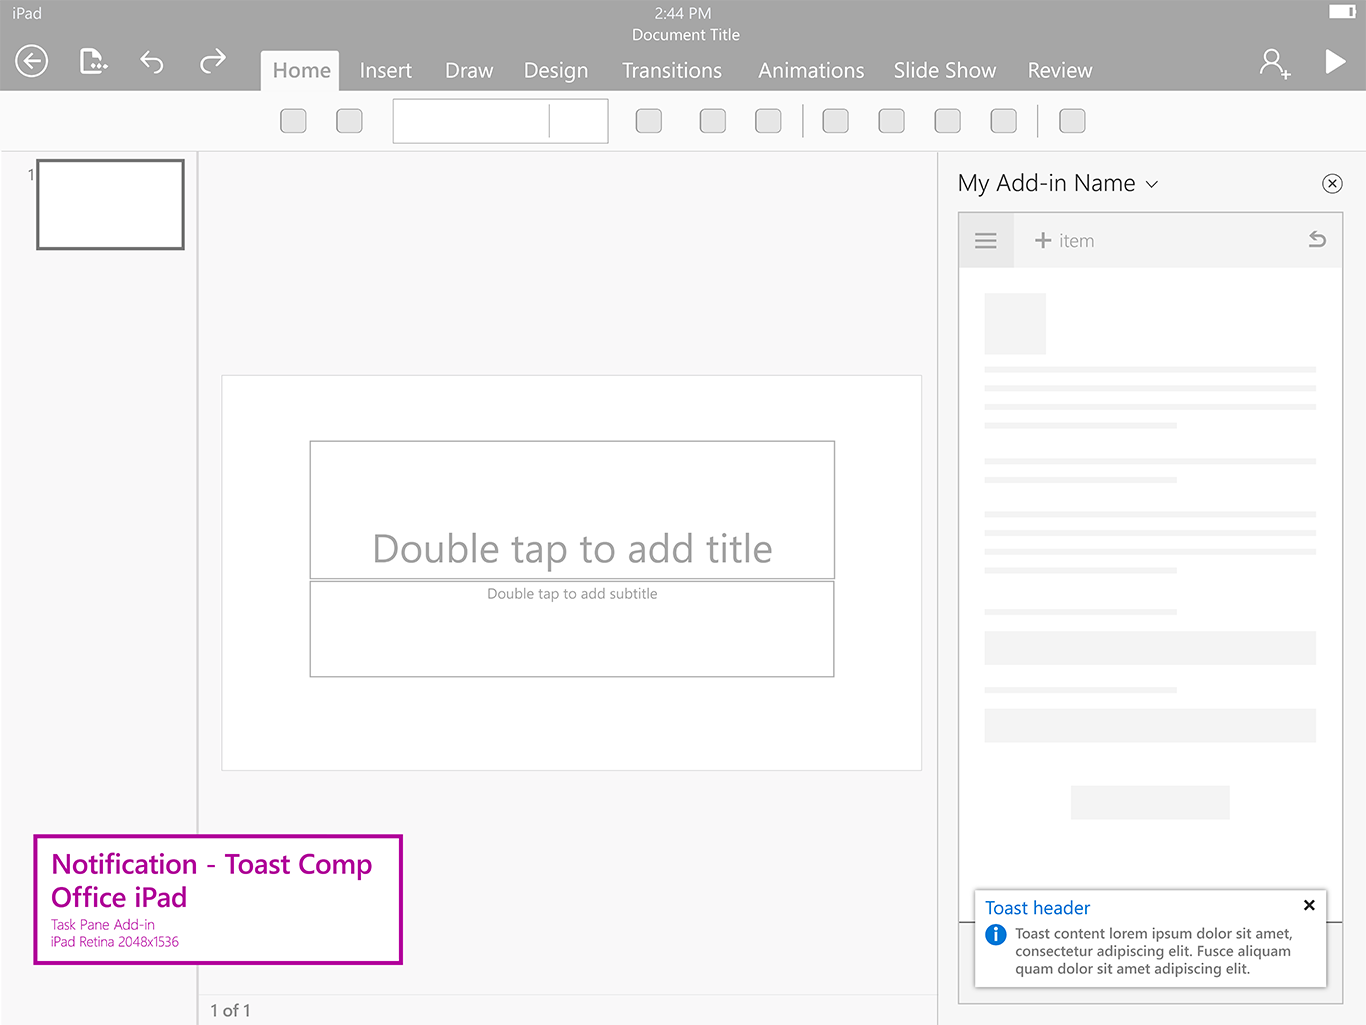 iPad
2:44 PM
Document Title
Home Insert Draw Design Transitions Animations Slide Show Review
1
My Add-in Name
+ item
Double tap to add title
Double tap to add subtitle
Notification - Toast Comp
Office iPad
Task Pane Add-in
iPad Retina 2048x1536
Toast header
Toast content lorem ipsum dolor sit amet,
consectetur adipiscing elit. Fusce aliquam
quam dolor sit amet adipiscing elit.
1 of 1